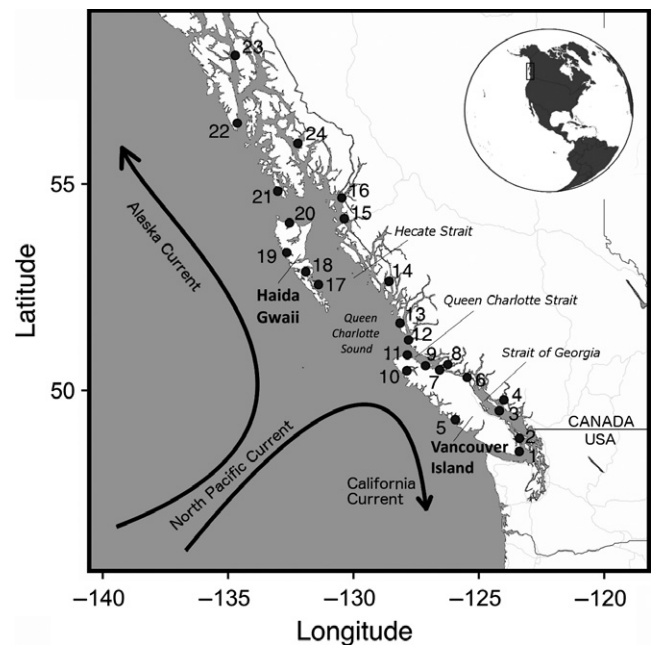 23
22
24
55
21
16
15
20
Hecate Strait
19
18
17
14
Alaska Current
Haida
Gwaii
13
Queen Charlotte Strait
Queen
Charlotte
Sound
12
11
9
8
Strait of Georgia
50
10
7
6
4
3
5
2
CANADA
USA
Vancouver
Island
1
North Pacific Current
California
Current
Latitude
−140
−135
−130
−125
−120
Longitude